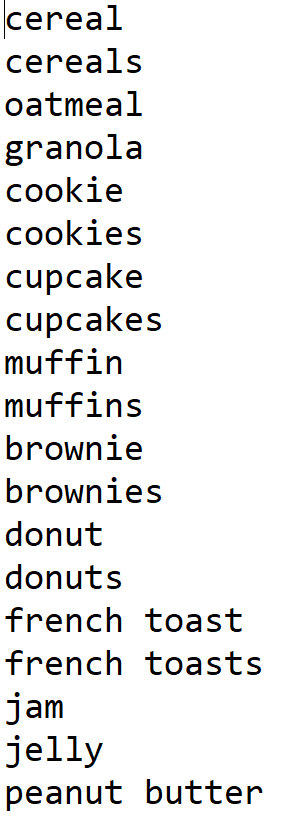 cereal
cereals
oatmeal
granola
cookie
cookies
cupcake
cupcakes
muffin
muffins
brownie
brownies
donut
donuts
french toast
french toasts
jam
jelly
peanut butter